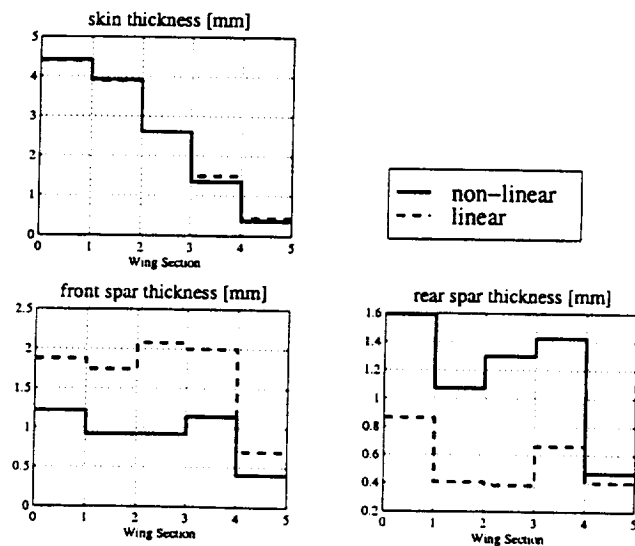 skin thickness [mm]
5
4
3
2
1
0
0 1 2 3 4 5
Wing Section
non-linear
linear
front spar thickness [mm]
2.5
2
1.5
1
0.5
0
0 1 2 3 4 5
Wing Section
rear spar thickness [mm]
1.6
1.4
1.2
1
0.8
0.6
0.4
0.2
0 1 2 3 4 5
Wing Section